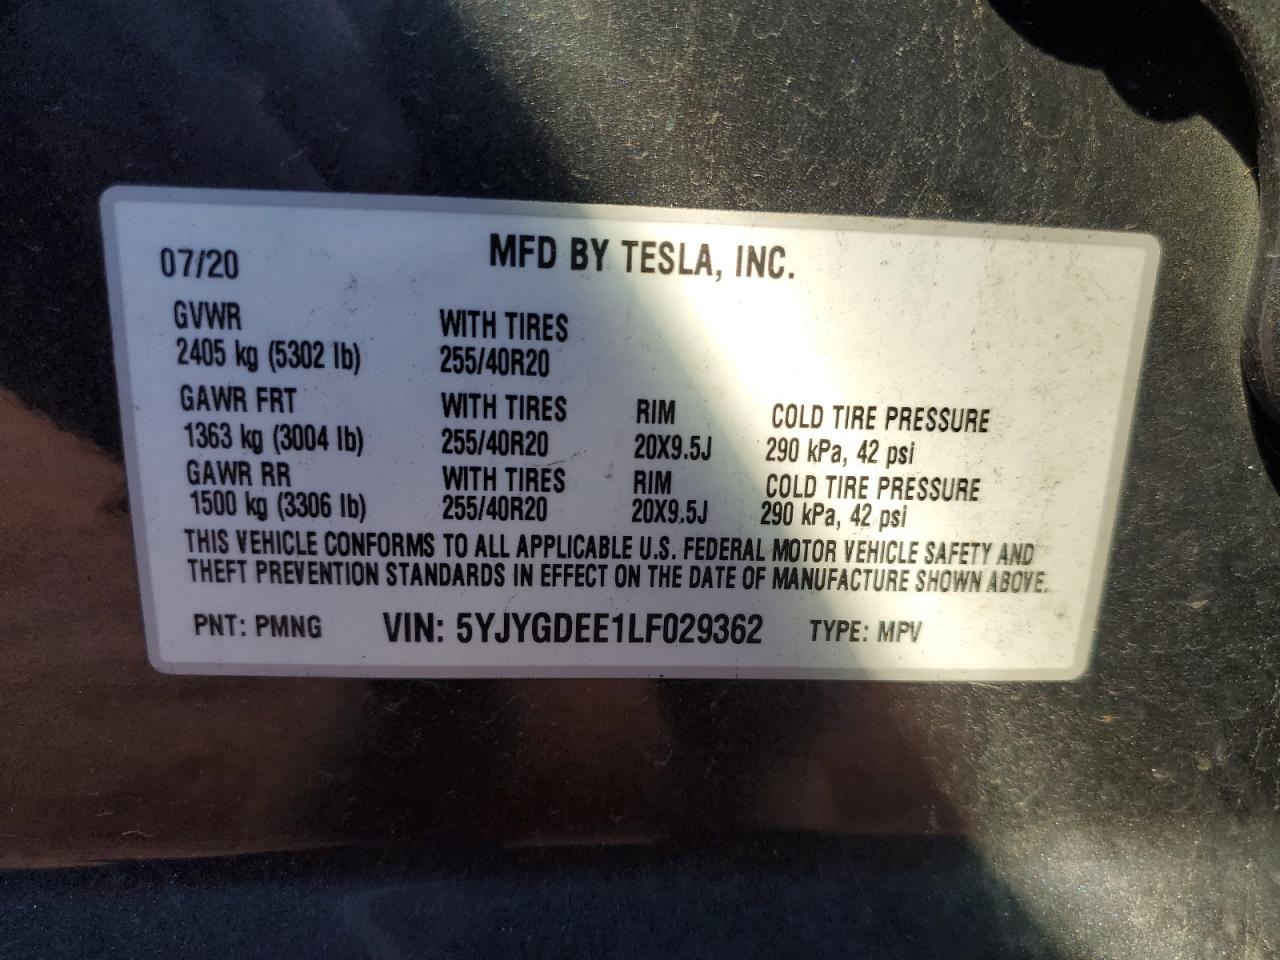 07/20 MFD BY TESLA, INC.
GVWR WITH TIRES
2405 kg (5302 lb) 255/40R20
GAWR FRT WITH TIRES RIM COLD TIRE PRESSURE
1363 kg (3004 lb) 255/40R20 20X9.5J 290 kPa, 42 psi
GAWR RR WITH TIRES RIM COLD TIRE PRESSURE
1500 kg (3306 lb) 255/40R20 20X9.5J 290 kPa, 42 psi
THIS VEHICLE CONFORMS TO ALL APPLICABLE U.S. FEDERAL MOTOR VEHICLE SAFETY AND
THEFT PREVENTION STANDARDS IN EFFECT ON THE DATE OF MANUFACTURE SHOWN ABOVE.
PNT: PMNG VIN: 5YJYGDEE1LF029362 TYPE: MPV